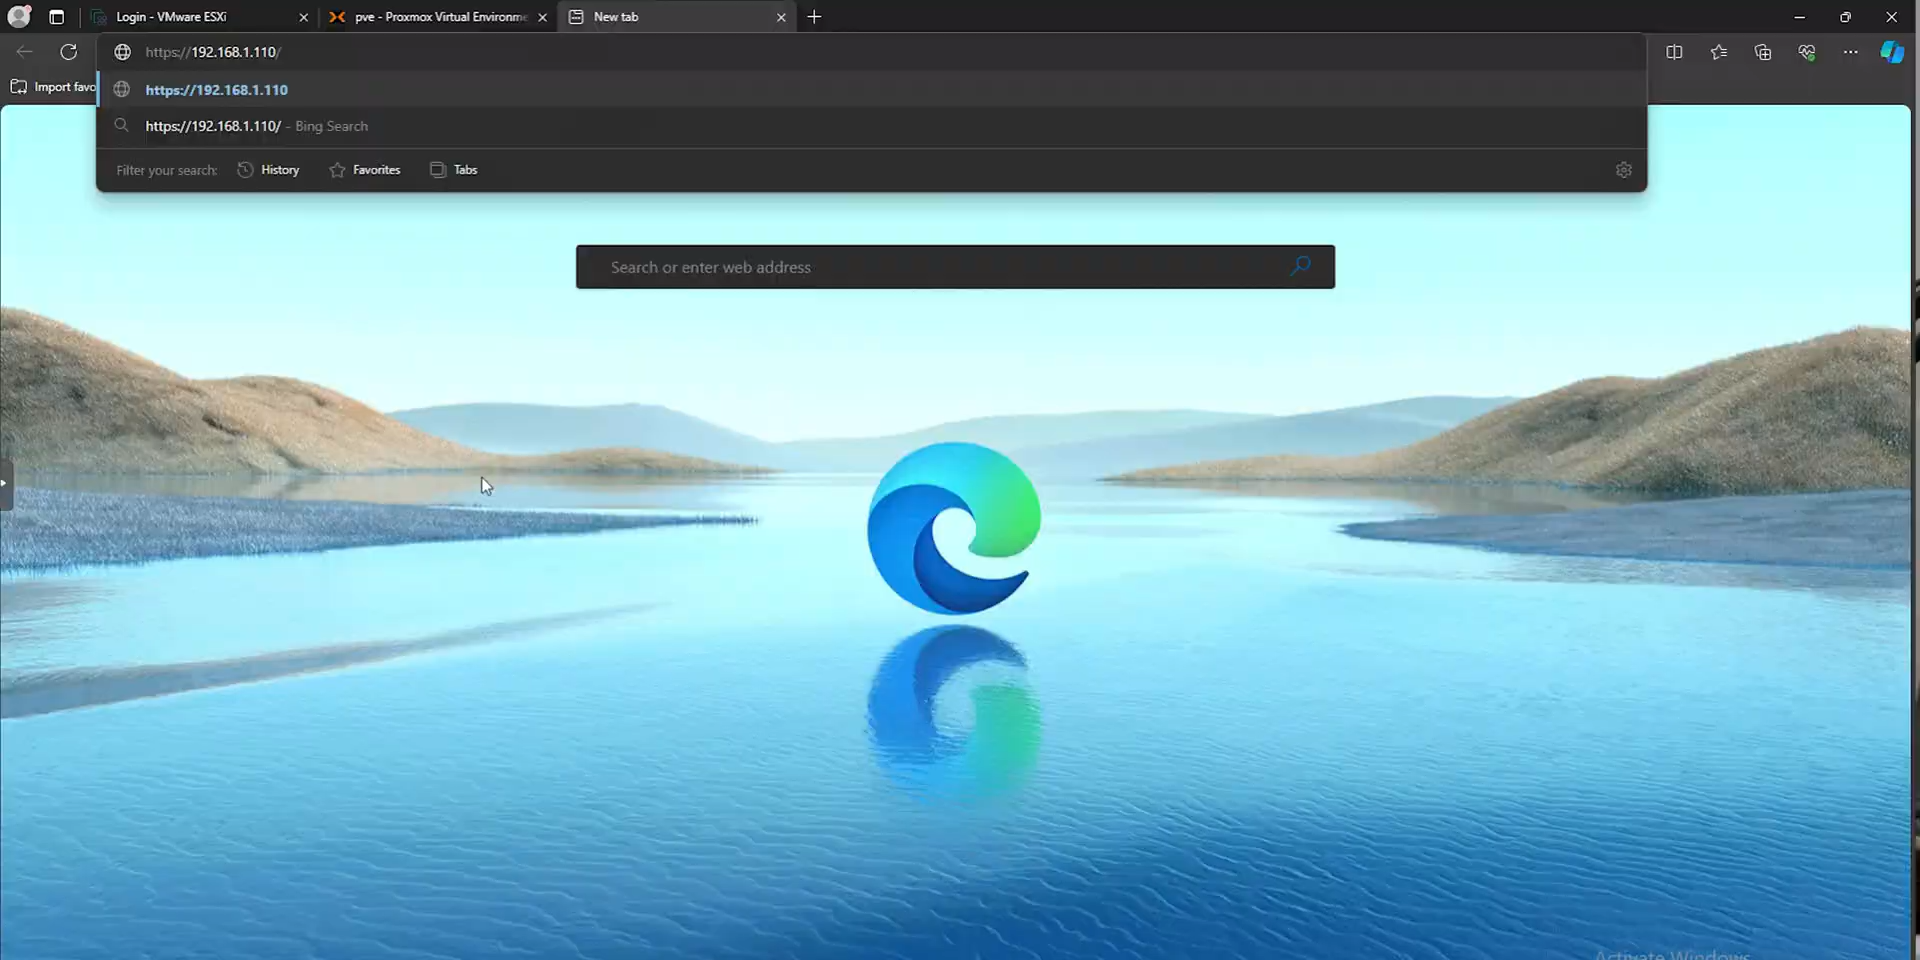 Login - VMware ESXi
pve - Proxmox Virtual Environme
New tab
https://192.168.1.110/
Import favo
https://192.168.1.110
https://192.168.1.110/ - Bing Search
Filter your search:
History
Favorites
Tabs
Search or enter web address
Activate Windows